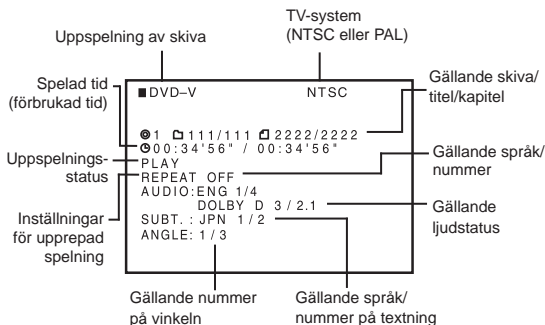 Uppspelning av skiva
TV-system
(NTSC eller PAL)
Spelad tid
(förbrukad tid)
Gällande skiva/
titel/kapitel
■DVD–V NTSC
1 111/111 2222/2222
00:34'56" / 00:34'56"
PLAY
REPEAT OFF
AUDIO:ENG 1/4
DOLBY D 3/2.1
SUBT.:JPN 1/2
ANGLE:1/3
Uppspelnings-
status
Inställningar
för upprepad
spelning
Gällande språk/
nummer
Gällande
ljudstatus
Gällande nummer
på vinkeln
Gällande språk/
nummer på textning